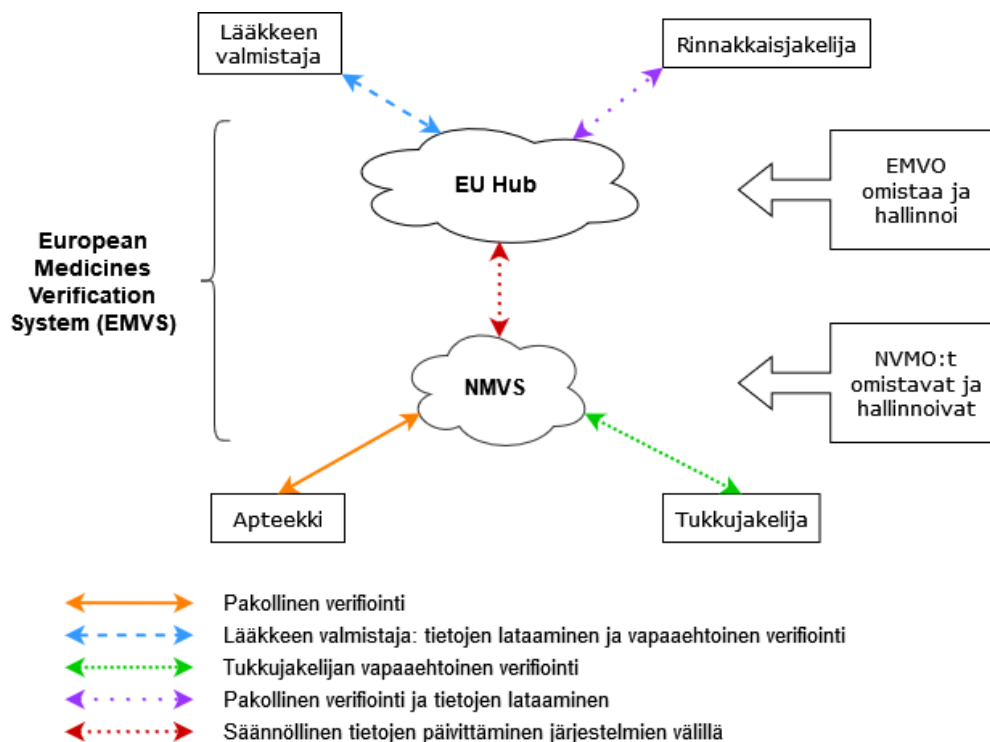 Lääkkeen
valmistaja
Rinnakkaisjakelija
EU Hub
EMVO
omistaa ja
hallinnoi
European
Medicines
Verification
System (EMVS)
NMVS
NVMO:t
omistavat ja
hallinnoivat
Apteekki
Tukkujakelija
Pakollinen verifiointi
Lääkkeen valmistaja: tietojen lataaminen ja vapaaehtoinen verifiointi
Tukkujakelijan vapaaehtoinen verifiointi
Pakollinen verifiointi ja tietojen lataaminen
Säännöllinen tietojen päivittäminen järjestelmien välillä